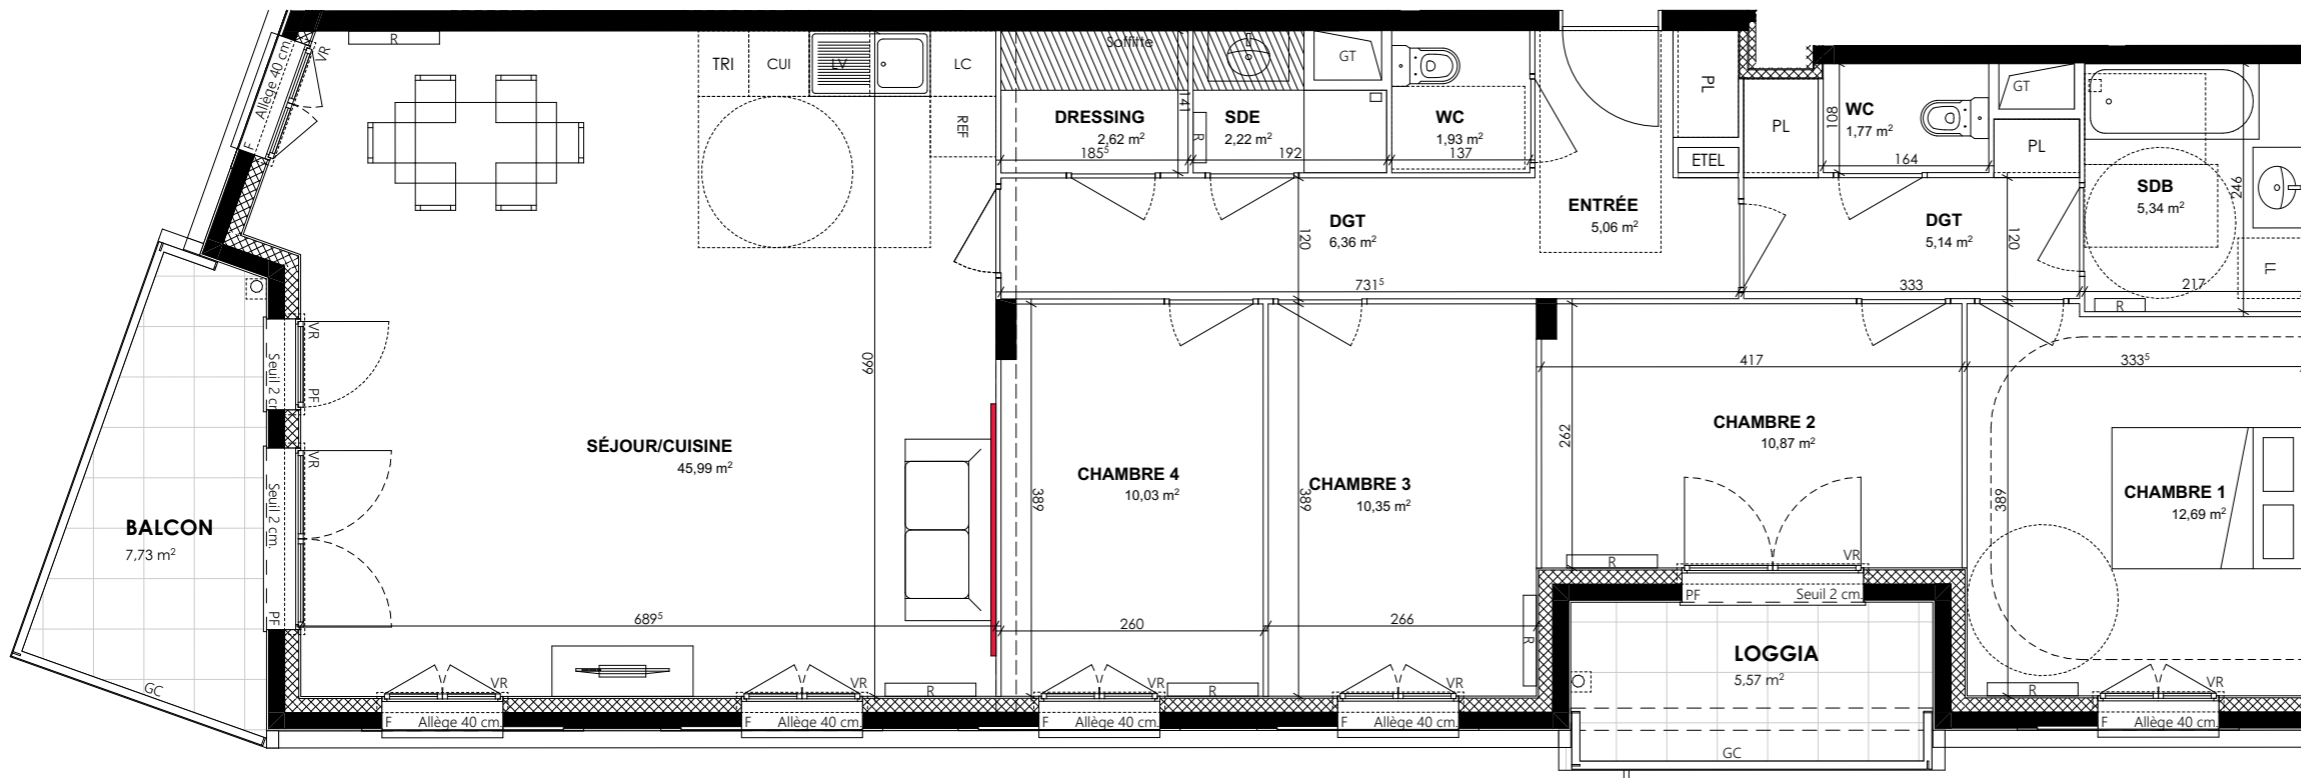 R
VR
Allège 40 cm.
F
TRI
CUI
LV
LC
REF
Soffitte
GT
DRESSING
2,62 m²
141
185⁵
SDE
2,22 m²
R
192
WC
1,93 m²
137
PL
ETEL
ENTRÉE
5,06 m²
PL
108
WC
1,77 m²
164
GT
PL
SDB
5,34 m²
246
LL
217
R
DGT
6,36 m²
120
731⁵
DGT
5,14 m²
120
333
VR
Seuil 2 cm.
PF
VR
Seuil 2 cm.
PF
BALCON
7,73 m²
GC
SÉJOUR/CUISINE
45,99 m²
660
689⁵
CHAMBRE 4
10,03 m²
389
260
CHAMBRE 3
10,35 m²
389
266
R
417
CHAMBRE 2
10,87 m²
262
R
VR
PF
Seuil 2 cm.
LOGGIA
5,57 m²
GC
333⁵
CHAMBRE 1
12,69 m²
389
VR
F
Allège 40 cm.
VR
F
Allège 40 cm.
R
VR
F
Allège 40 cm.
R
VR
F
Allège 40 cm.
R
VR
F
Allège 40 cm.